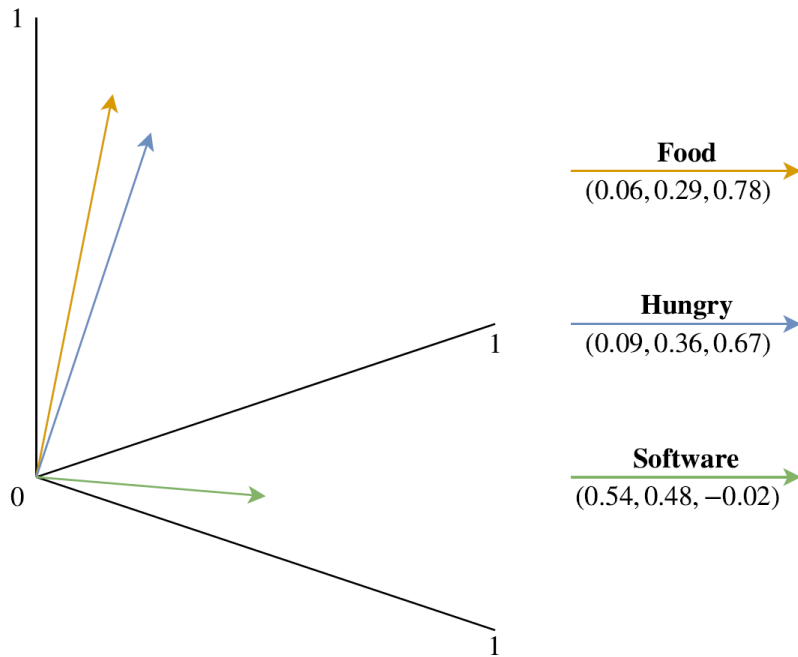 1
Food
(0.06, 0.29, 0.78)
Hungry
1
(0.09, 0.36, 0.67)
Software
0
(0.54, 0.48, −0.02)
1